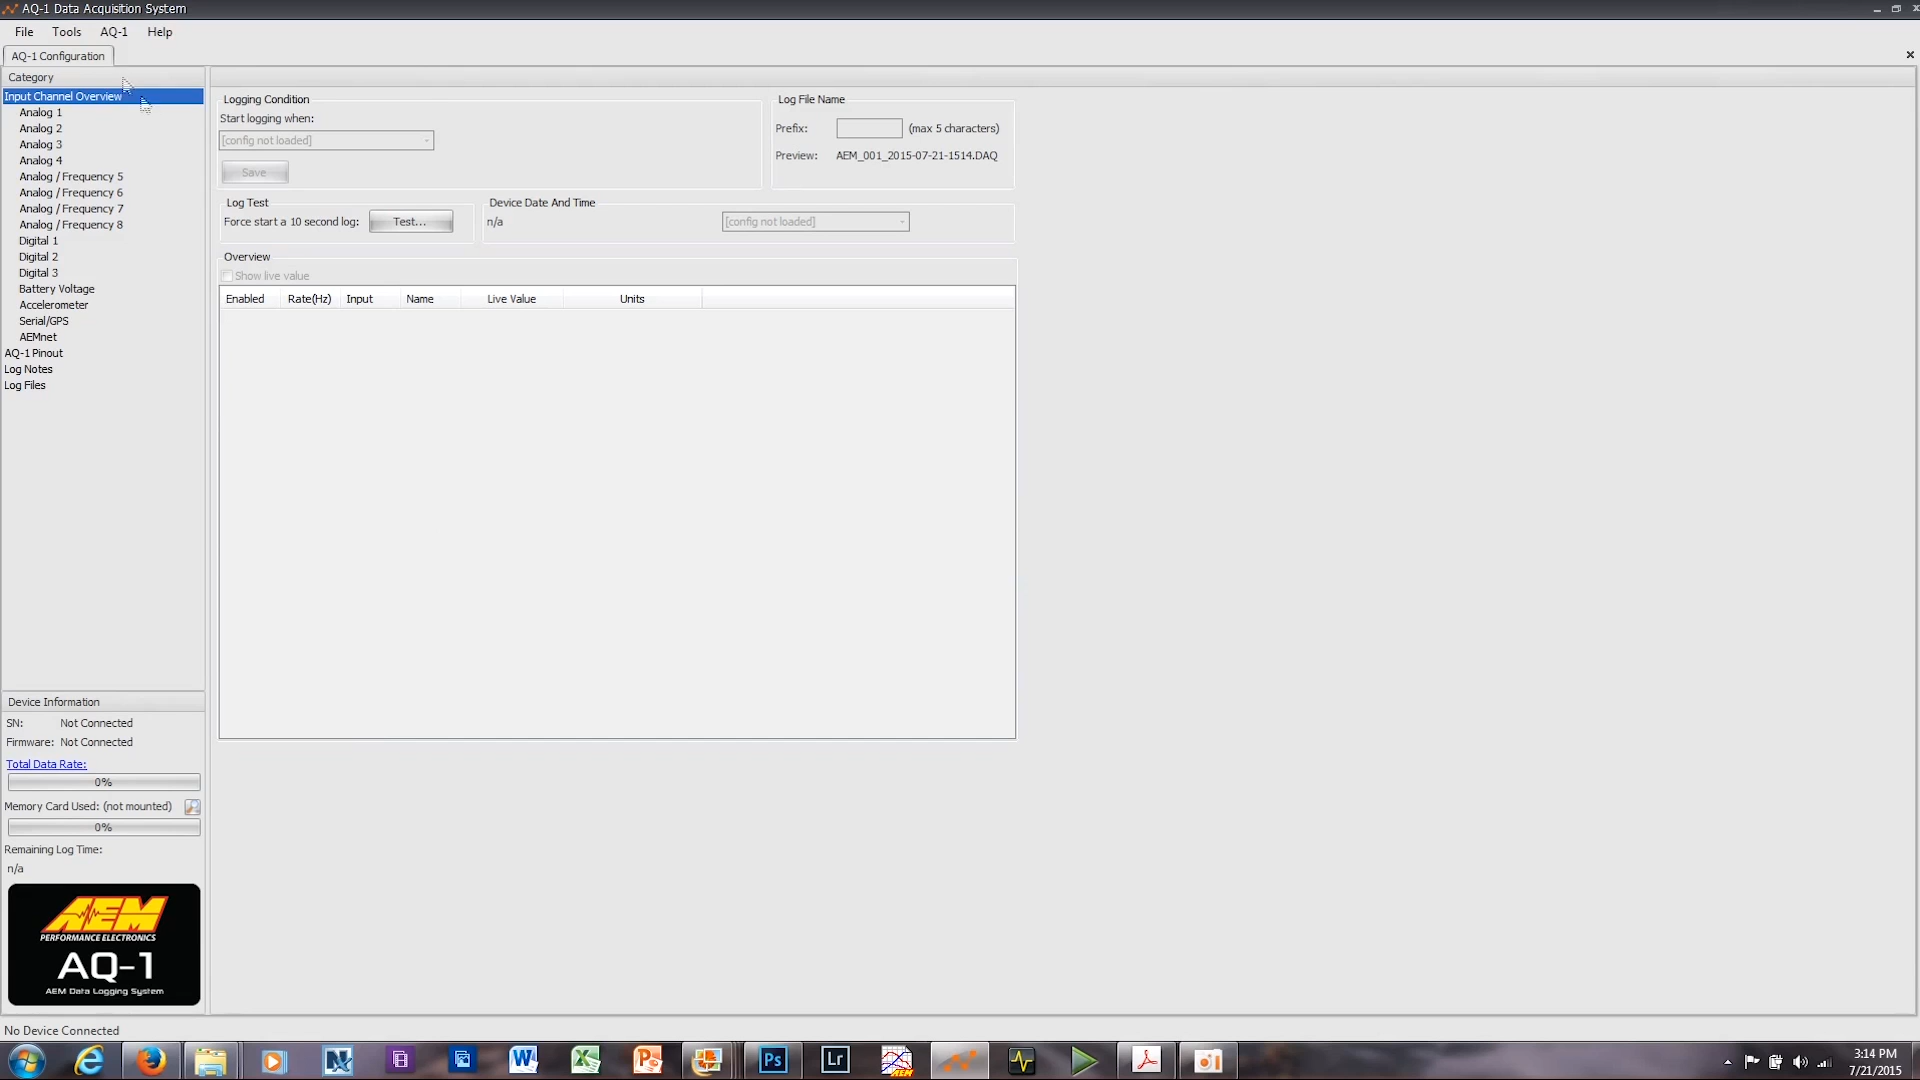 AQ-1 Data Acquisition System
File Tools AQ-1 Help
AQ-1 Configuration
Category
Input Channel Overview
Analog 1
Analog 2
Analog 3
Analog 4
Analog / Frequency 5
Analog / Frequency 6
Analog / Frequency 7
Analog / Frequency 8
Digital 1
Digital 2
Digital 3
Battery Voltage
Accelerometer
Serial/GPS
AEMnet
AQ-1 Pinout
Log Notes
Log Files
Logging Condition
Start logging when:
[config not loaded]
Save
Log File Name
Prefix: (max 5 characters)
Preview: AEM_001_2015-07-21-1514.DAQ
Log Test
Force start a 10 second log: Test...
Device Date And Time
n/a [config not loaded]
Overview
Show live value
Enabled Rate(Hz) Input Name Live Value Units
Device Information
SN: Not Connected
Firmware: Not Connected
Total Data Rate:
0%
Memory Card Used: (not mounted)
0%
Remaining Log Time:
n/a
AEM
PERFORMANCE ELECTRONICS
AQ-1
AEM Data Logging System
No Device Connected
Ps
Lr
AEM
3:14 PM
7/21/2015